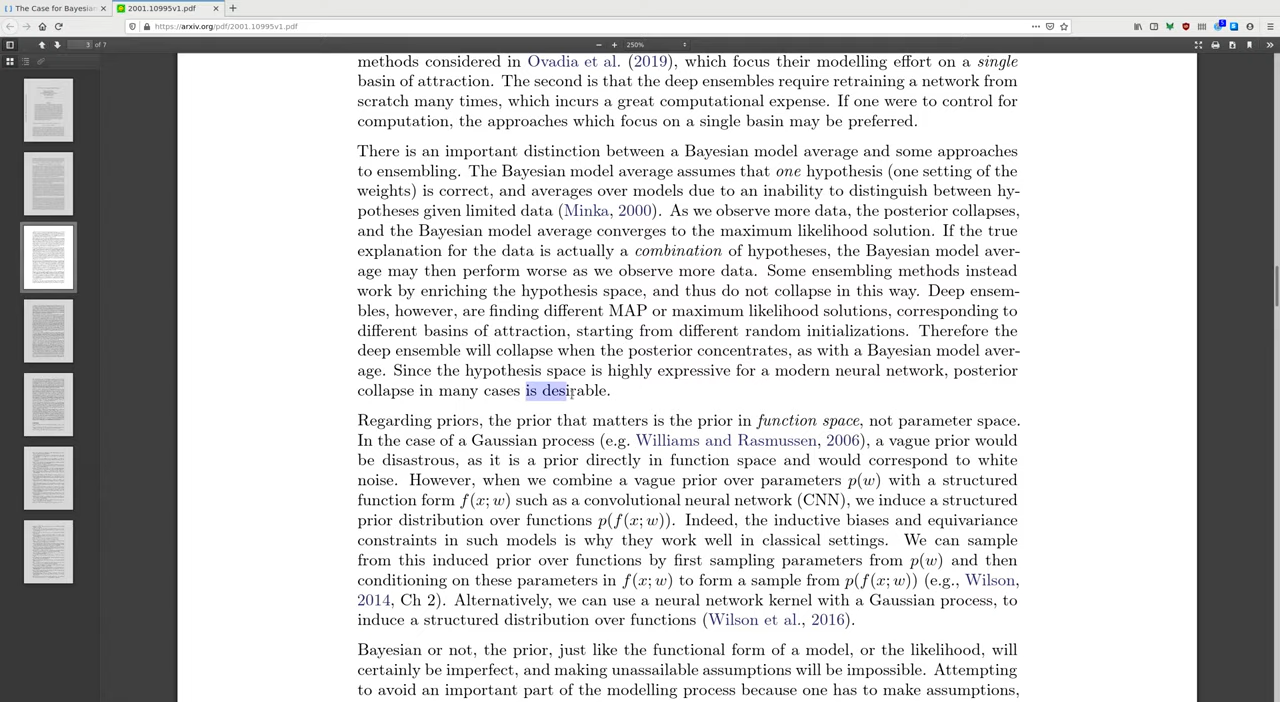 The Case for Bayesian
2001.10995v1.pdf
https://arxiv.org/pdf/2001.10995v1.pdf
3 of 7
250%
methods considered in Ovadia et al. (2019), which focus their modelling effort on a single
basin of attraction. The second is that the deep ensembles require retraining a network from
scratch many times, which incurs a great computational expense. If one were to control for
computation, the approaches which focus on a single basin may be preferred.
There is an important distinction between a Bayesian model average and some approaches
to ensembling. The Bayesian model average assumes that one hypothesis (one setting of the
weights) is correct, and averages over models due to an inability to distinguish between hy-
potheses given limited data (Minka, 2000). As we observe more data, the posterior collapses,
and the Bayesian model average converges to the maximum likelihood solution. If the true
explanation for the data is actually a combination of hypotheses, the Bayesian model aver-
age may then perform worse as we observe more data. Some ensembling methods instead
work by enriching the hypothesis space, and thus do not collapse in this way. Deep ensem-
bles, however, are finding different MAP or maximum likelihood solutions, corresponding to
different basins of attraction, starting from different random initializations. Therefore the
deep ensemble will collapse when the posterior concentrates, as with a Bayesian model aver-
age. Since the hypothesis space is highly expressive for a modern neural network, posterior
collapse in many cases is desirable.
Regarding priors, the prior that matters is the prior in function space, not parameter space.
In the case of a Gaussian process (e.g. Williams and Rasmussen, 2006), a vague prior would
be disastrous, as it is a prior directly in function space and would correspond to white
noise. However, when we combine a vague prior over parameters p(w) with a structured
function form f(x; w) such as a convolutional neural network (CNN), we induce a structured
prior distribution over functions p(f(x; w)). Indeed, the inductive biases and equivariance
constraints in such models is why they work well in classical settings. We can sample
from this induced prior over functions by first sampling parameters from p(w) and then
conditioning on these parameters in f(x; w) to form a sample from p(f(x; w)) (e.g., Wilson,
2014, Ch 2). Alternatively, we can use a neural network kernel with a Gaussian process, to
induce a structured distribution over functions (Wilson et al., 2016).
Bayesian or not, the prior, just like the functional form of a model, or the likelihood, will
certainly be imperfect, and making unassailable assumptions will be impossible. Attempting
to avoid an important part of the modelling process because one has to make assumptions,